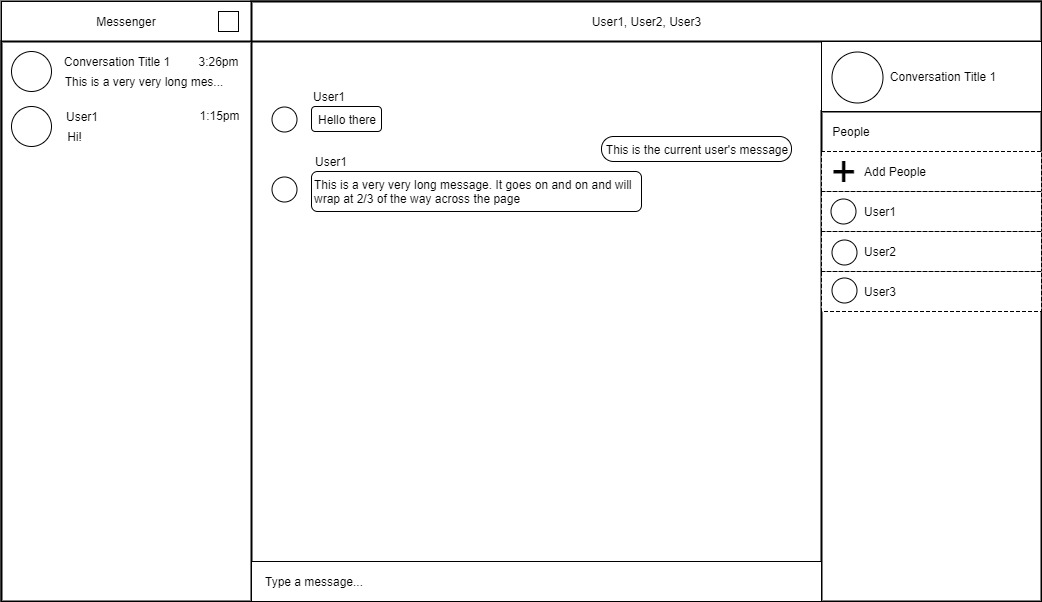 Messenger
User1, User2, User3
Conversation Title 1
3:26pm
This is a very very long mes...
User1
1:15pm
Hi!
User1
Hello there
This is the current user's message
User1
This is a very very long message. It goes on and on and will
wrap at 2/3 of the way across the page
Type a message...
Conversation Title 1
People
Add People
User1
User2
User3